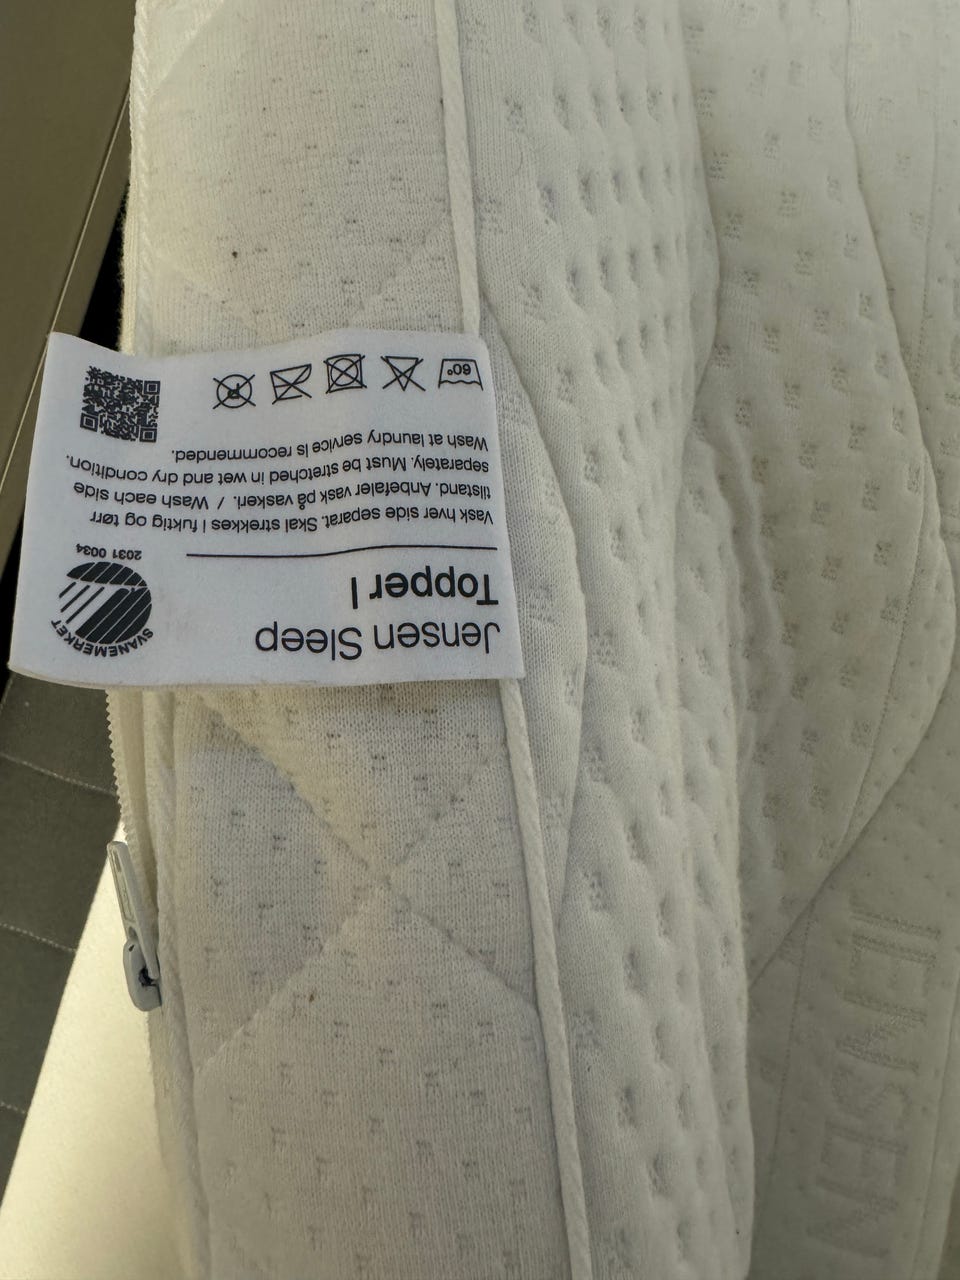 Jensen Sleep
Topper I
SVANEMERKET
2031 0034
Vask hver side separat. Skal strekkes i fuktig og tørr
tilstand. Anbefaler vask på vaskeri. / Wash each side
separately. Must be stretched in wet and dry condition.
Wash at laundry service is recommended.
60°
P
JENSEN